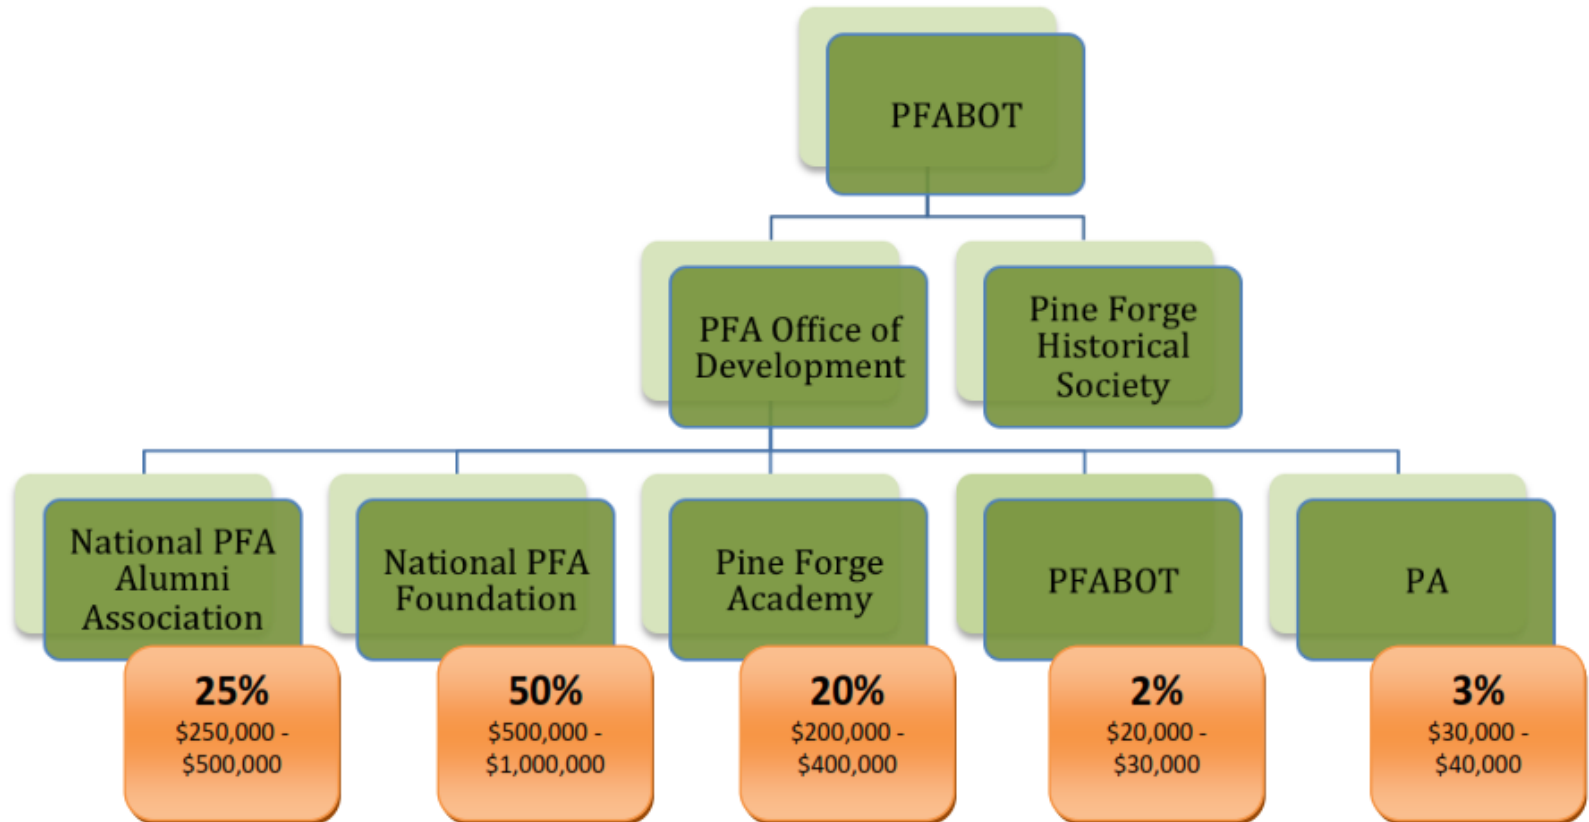 PFABOT
PFA Office of
Development
Pine Forge
Historical
Society
National PFA
Alumni
Association
National PFA
Foundation
Pine Forge
Academy
PFABOT
PA
25%
$250,000 -
$500,000
50%
$500,000 -
$1,000,000
20%
$200,000 -
$400,000
2%
$20,000 -
$30,000
3%
$30,000 -
$40,000